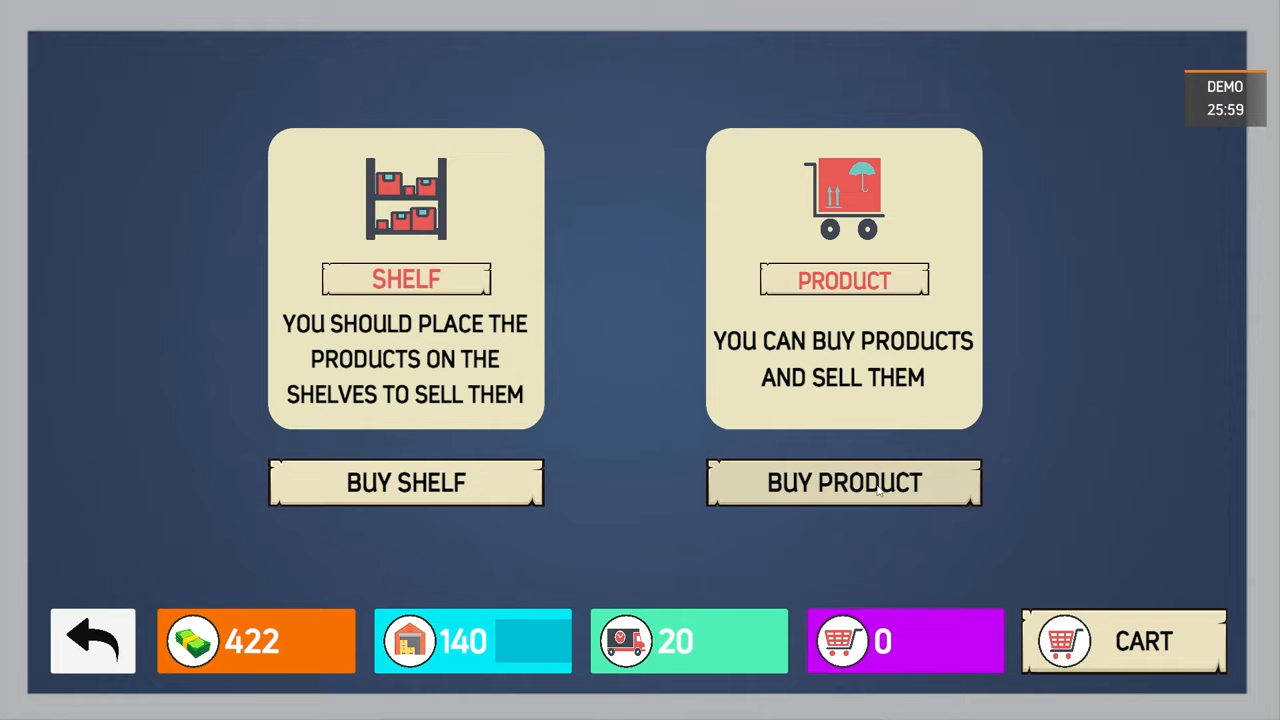 DEMO
25:59
SHELF
YOU SHOULD PLACE THE
PRODUCTS ON THE
SHELVES TO SELL THEM
BUY SHELF
PRODUCT
YOU CAN BUY PRODUCTS
AND SELL THEM
BUY PRODUCT
422
140
20
0
CART